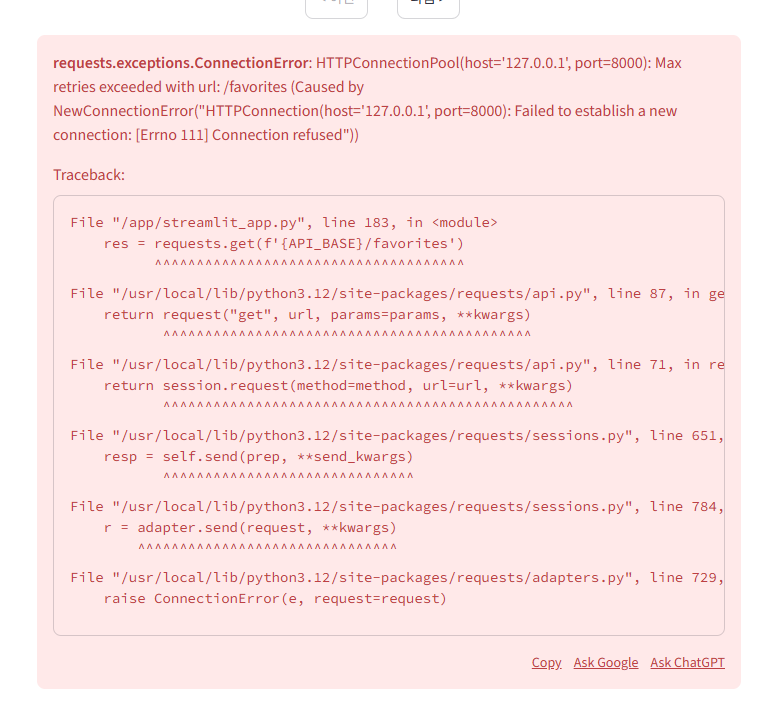 requests.exceptions.ConnectionError: HTTPConnectionPool(host='127.0.0.1', port=8000): Max
retries exceeded with url: /favorites (Caused by
NewConnectionError("HTTPConnection(host='127.0.0.1', port=8000): Failed to establish a new
connection: [Errno 111] Connection refused"))
Traceback:
File "/app/streamlit_app.py", line 183, in <module>
    res = requests.get(f'{API_BASE}/favorites')
          ^^^^^^^^^^^^^^^^^^^^^^^^^^^^^^^^^^^^^
File "/usr/local/lib/python3.12/site-packages/requests/api.py", line 87, in ge
    return request("get", url, params=params, **kwargs)
           ^^^^^^^^^^^^^^^^^^^^^^^^^^^^^^^^^^^^^^^^^^^^
File "/usr/local/lib/python3.12/site-packages/requests/api.py", line 71, in re
    return session.request(method=method, url=url, **kwargs)
           ^^^^^^^^^^^^^^^^^^^^^^^^^^^^^^^^^^^^^^^^^^^^^^^^^
File "/usr/local/lib/python3.12/site-packages/requests/sessions.py", line 651,
    resp = self.send(prep, **send_kwargs)
           ^^^^^^^^^^^^^^^^^^^^^^^^^^^^^^
File "/usr/local/lib/python3.12/site-packages/requests/sessions.py", line 784,
    r = adapter.send(request, **kwargs)
        ^^^^^^^^^^^^^^^^^^^^^^^^^^^^^^^
File "/usr/local/lib/python3.12/site-packages/requests/adapters.py", line 729,
    raise ConnectionError(e, request=request)
Copy Ask Google Ask ChatGPT